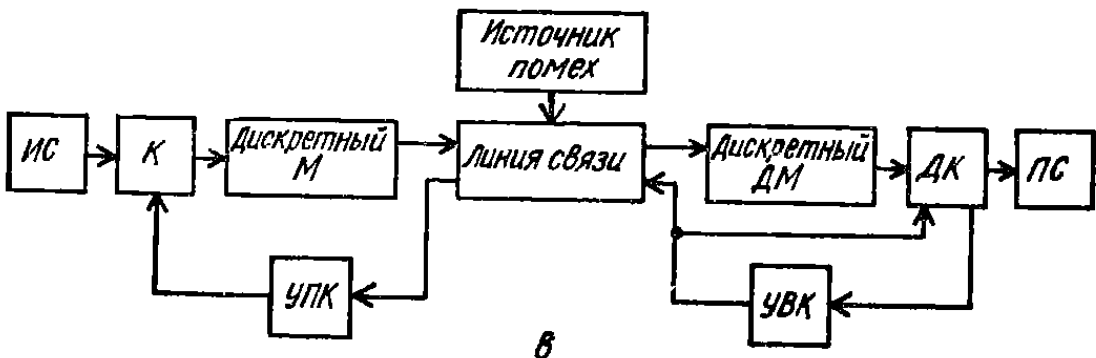 Источник
помех
ИС
К
Дискретный
М
Линия связи
Дискретный
ДМ
ДК
ПС
УПК
УВК
в